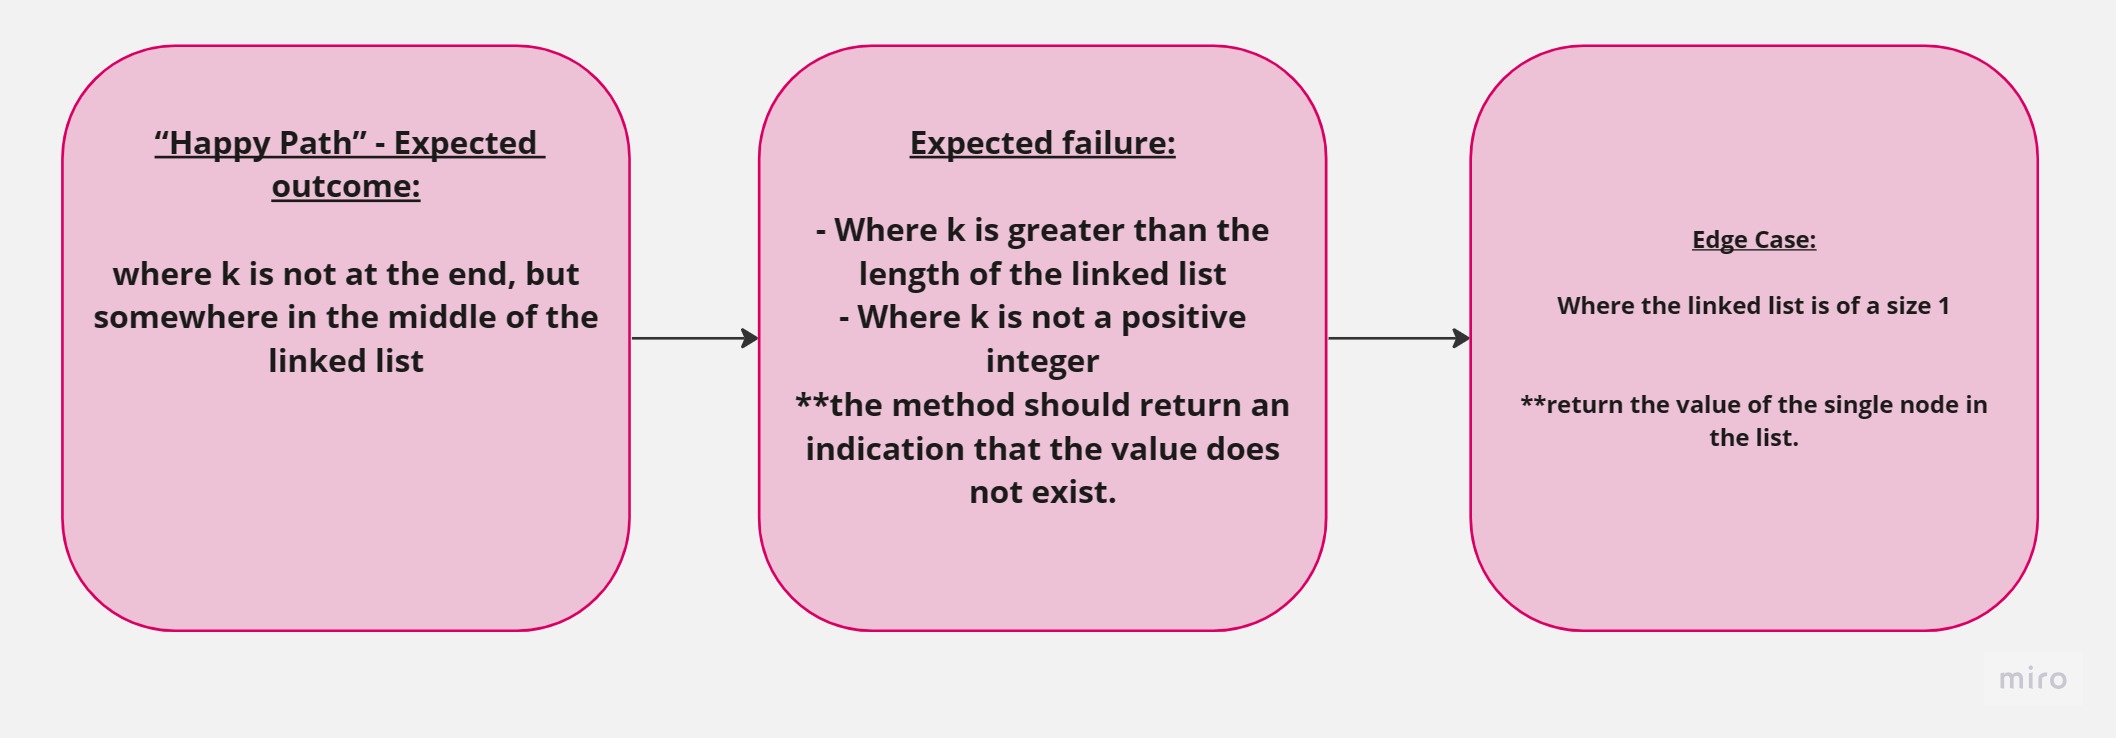 “Happy Path” - Expected
outcome:
where k is not at the end, but
somewhere in the middle of the
linked list
Expected failure:
- Where k is greater than the
length of the linked list
- Where k is not a positive
integer
**the method should return an
indication that the value does
not exist.
Edge Case:
Where the linked list is of a size 1
**return the value of the single node in
the list.
miro